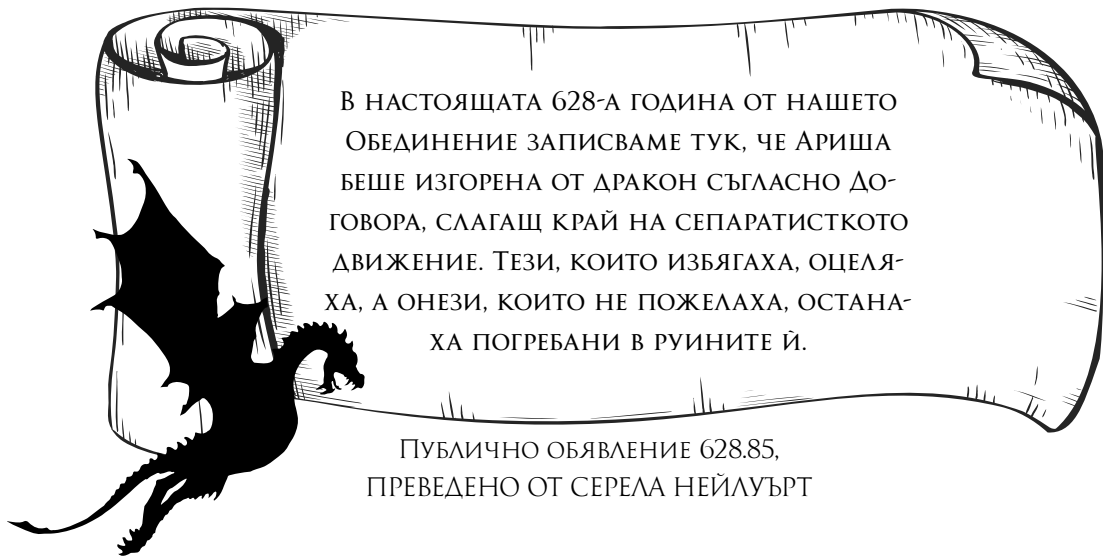 В настоящата 628-а година от нашето
Обединение записваме тук, че Ариша
беше изгорена от дракон съгласно До-
говора, слагащ край на сепаратисткото
движение. Тези, които избягаха, оцеля-
ха, а онези, които не пожелаха, остана-
ха погребани в руините ѝ.
Публично обявление 628.85,
преведено от Серела Нейлуърт